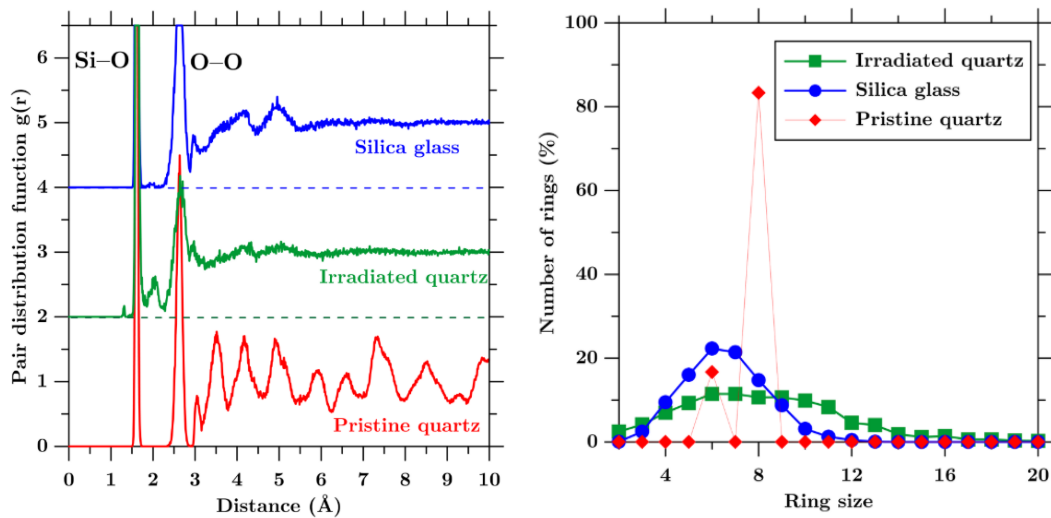 Pair distribution function g(r)
6
5
4
3
2
1
0
Si–O
O–O
Silica glass
Irradiated quartz
Pristine quartz
0 1 2 3 4 5 6 7 8 9 10
Distance (Å)
Number of rings (%)
100
80
60
40
20
0
Irradiated quartz
Silica glass
Pristine quartz
4 8 12 16 20
Ring size